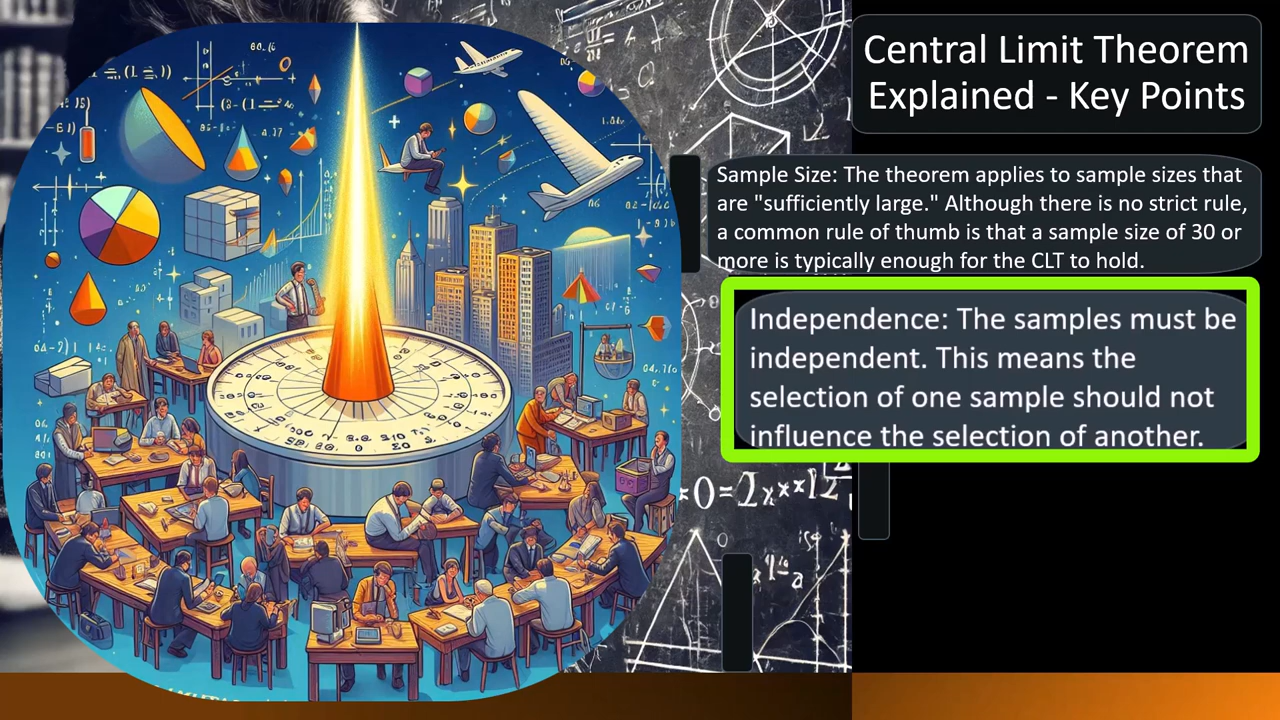 Central Limit Theorem
Explained - Key Points
Sample Size: The theorem applies to sample sizes that
are "sufficiently large." Although there is no strict rule,
a common rule of thumb is that a sample size of 30 or
more is typically enough for the CLT to hold.
Independence: The samples must be
independent. This means the
selection of one sample should not
influence the selection of another.